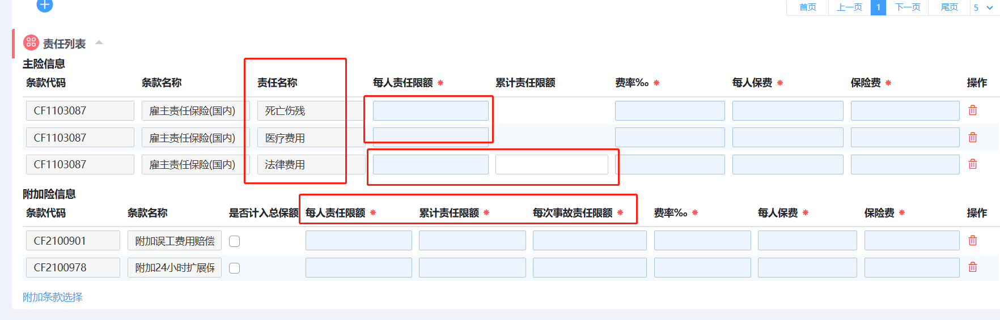 首页 上一页 1 下一页 尾页 5
责任列表
主险信息
条款代码 条款名称 责任名称 每人责任限额 * 累计责任限额 费率‰ * 每人保费 * 保险费 * 操作
CF1103087 雇主责任保险(国内) 死亡伤残
CF1103087 雇主责任保险(国内) 医疗费用
CF1103087 雇主责任保险(国内) 法律费用
附加险信息
条款代码 条款名称 是否计入总保额 每人责任限额 * 累计责任限额 * 每次事故责任限额 * 费率‰ * 每人保费 * 保险费 * 操作
CF2100901 附加误工费用赔偿
CF2100978 附加24小时扩展保
附加条款选择